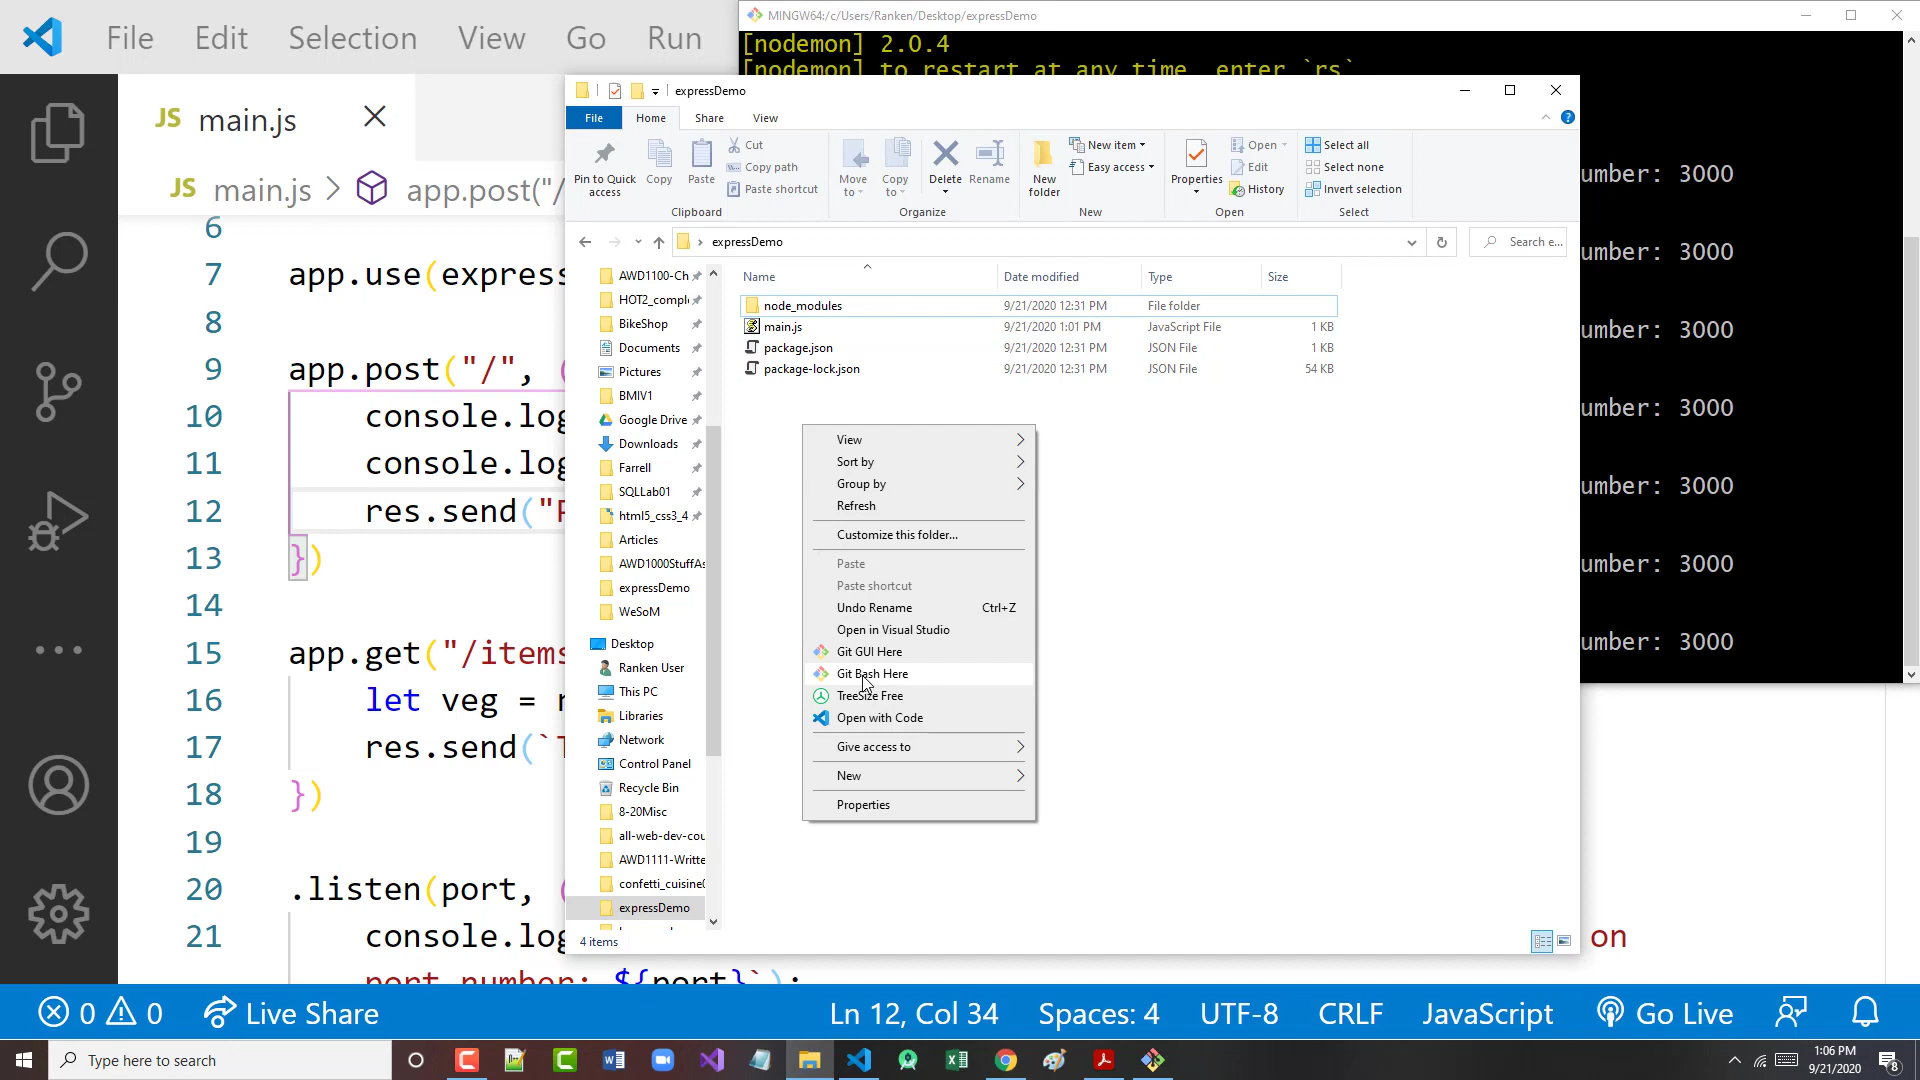 File Edit Selection View Go Run
MINGW64:/c/Users/Ranken/Desktop/expressDemo
[nodemon] 2.0.4
[nodemon] to restart at any time, enter `rs`
umber: 3000
umber: 3000
umber: 3000
umber: 3000
umber: 3000
umber: 3000
umber: 3000
JS main.js
JS main.js > app.post("/
6
7 app.use(express
8
9 app.post("/", (
10 console.log
11 console.log
12 res.send("P
13 })
14
15 app.get("/items
16 let veg = r
17 res.send(`T
18 })
19
20 .listen(port, (
21 console.log
on
port number: ${port}`);
expressDemo
File Home Share View
Pin to Quick access
Copy
Paste
Cut
Copy path
Paste shortcut
Clipboard
Move to
Copy to
Delete
Rename
Organize
New folder
New item
Easy access
New
Properties
Open
Edit
History
Open
Select all
Select none
Invert selection
Select
expressDemo
Search e...
AWD1100-Ch
HOT2_compl
BikeShop
Documents
Pictures
BMIV1
Google Drive
Downloads
Farrell
SQLLab01
html5_css3_4
Articles
AWD1000StuffAs
expressDemo
WeSoM
Desktop
Ranken User
This PC
Libraries
Network
Control Panel
Recycle Bin
8-20Misc
all-web-dev-cou
AWD1111-Writte
confetti_cuisine
expressDemo
4 items
Name Date modified Type Size
node_modules 9/21/2020 12:31 PM File folder
main.js 9/21/2020 1:01 PM JavaScript File 1 KB
package.json 9/21/2020 12:31 PM JSON File 1 KB
package-lock.json 9/21/2020 12:31 PM JSON File 54 KB
View
Sort by
Group by
Refresh
Customize this folder...
Paste
Paste shortcut
Undo Rename Ctrl+Z
Open in Visual Studio
Git GUI Here
Git Bash Here
TreeSize Free
Open with Code
Give access to
New
Properties
0 0 Live Share Ln 12, Col 34 Spaces: 4 UTF-8 CRLF JavaScript Go Live
Type here to search
1:06 PM
9/21/2020
8